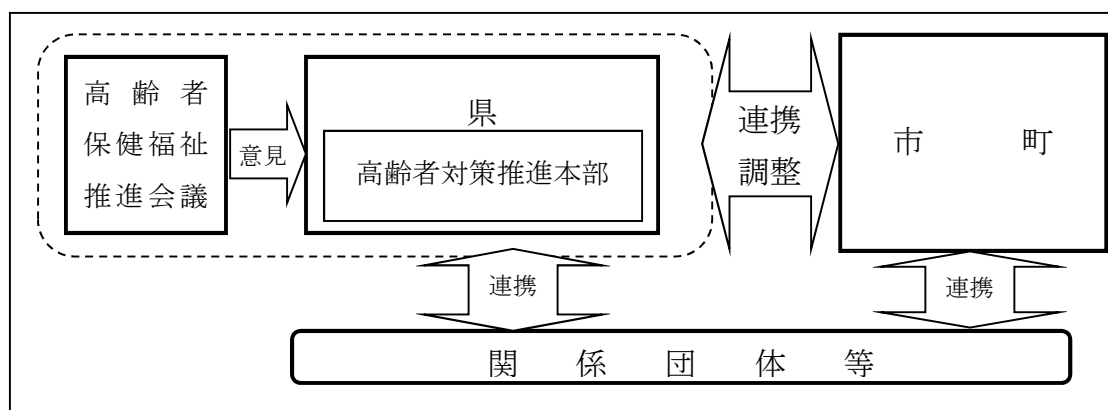 高齢者
保健福祉
推進会議
意見
県
高齢者対策推進本部
連携
調整
市町
連携
連携
関係団体等